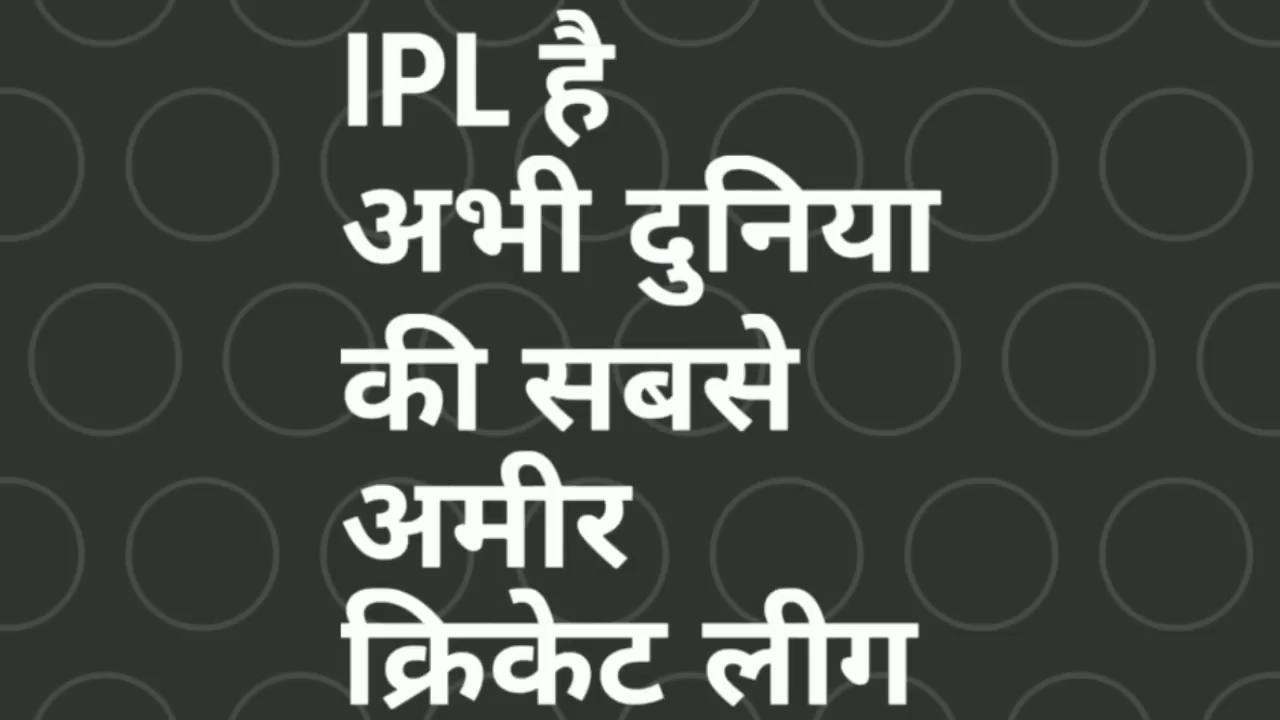 IPL है
अभी दुनिया
की सबसे
अमीर
क्रिकेट लीग